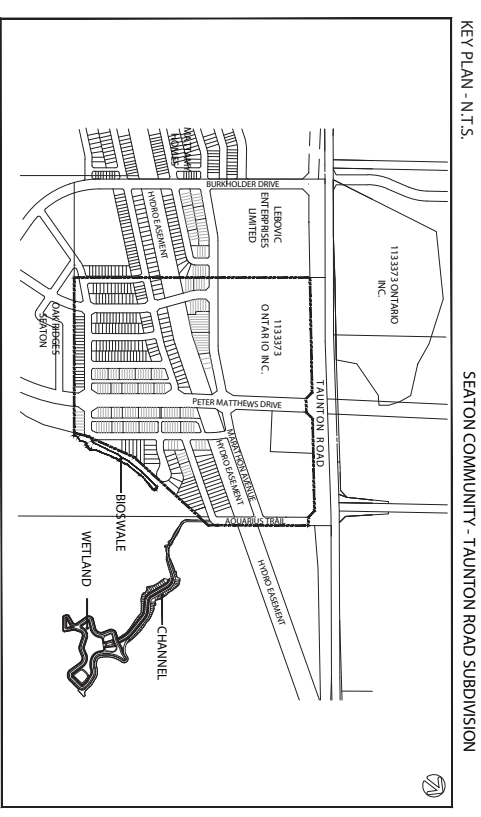 KEY PLAN - N.T.S.
SEATON COMMUNITY - TAUNTON ROAD SUBDIVISION
1133373 ONTARIO
INC.
TAUNTON ROAD
BURKHOLDER DRIVE
LEBOVIC
ENTERPRISES
LIMITED
1133373
ONTARIO INC.
MATTAMY
HOMES
HYDRO EASEMENT
PETER MATTHEWS DRIVE
MARATHON AVENUE
HYDRO EASEMENT
AQUARIUS TRAIL
HYDRO EASEMENT
OAK RIDGES
SEATON
BIOSWALE
CHANNEL
WETLAND